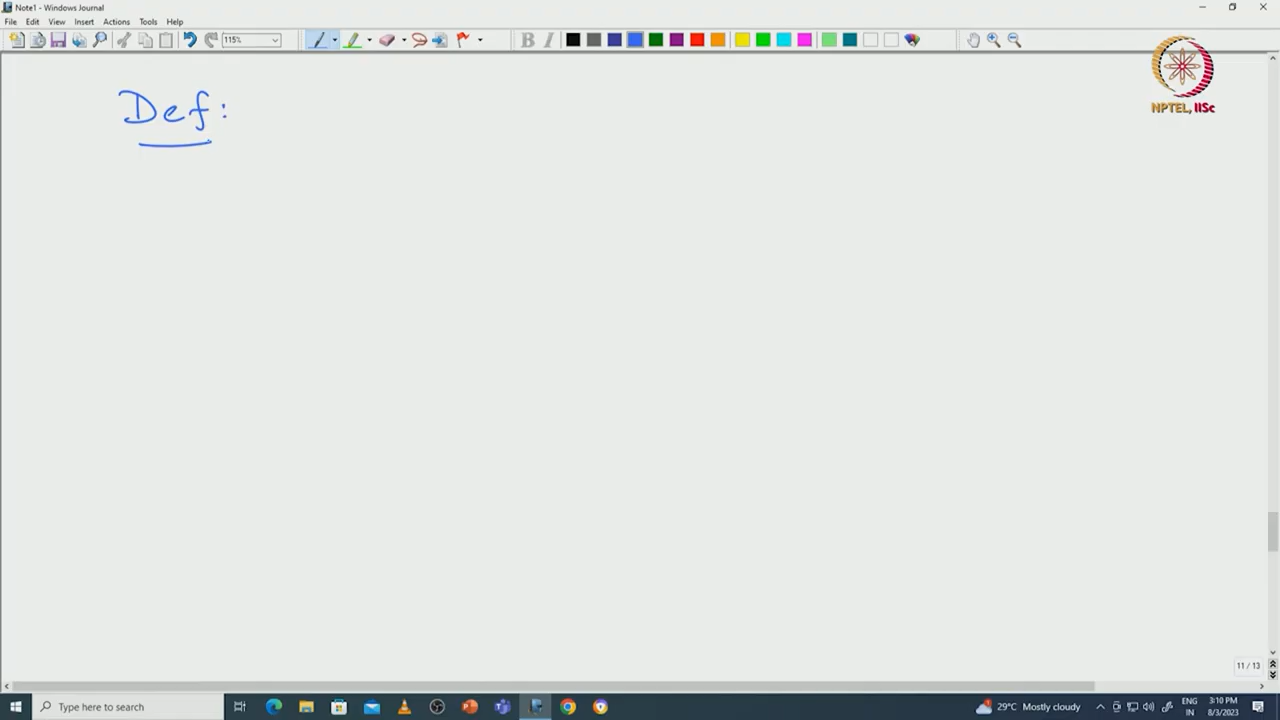 Note1 - Windows Journal
File Edit View Insert Actions Tools Help
115%
B I
NPTEL, IISc
Def:
11 / 13
Type here to search
29°C Mostly cloudy
ENG
IN
3:10 PM
8/3/2023